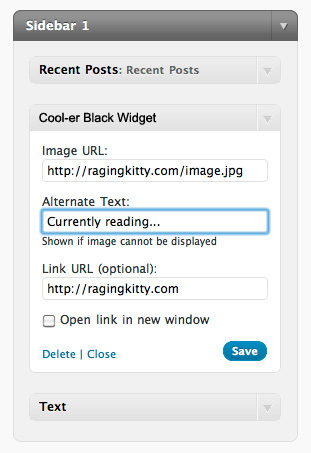 Sidebar 1
Recent Posts: Recent Posts
Cool-er Black Widget
Image URL:
http://ragingkitty.com/image.jpg
Alternate Text:
Currently reading...
Shown if image cannot be displayed
Link URL (optional):
http://ragingkitty.com
Open link in new window
Delete | Close
Save
Text